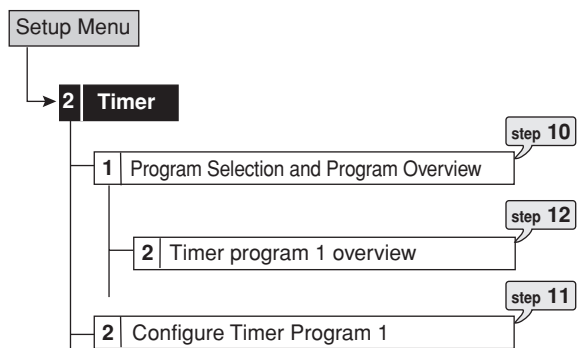 Setup Menu
2 Timer
step 10
1 Program Selection and Program Overview
step 12
2 Timer program 1 overview
step 11
2 Configure Timer Program 1